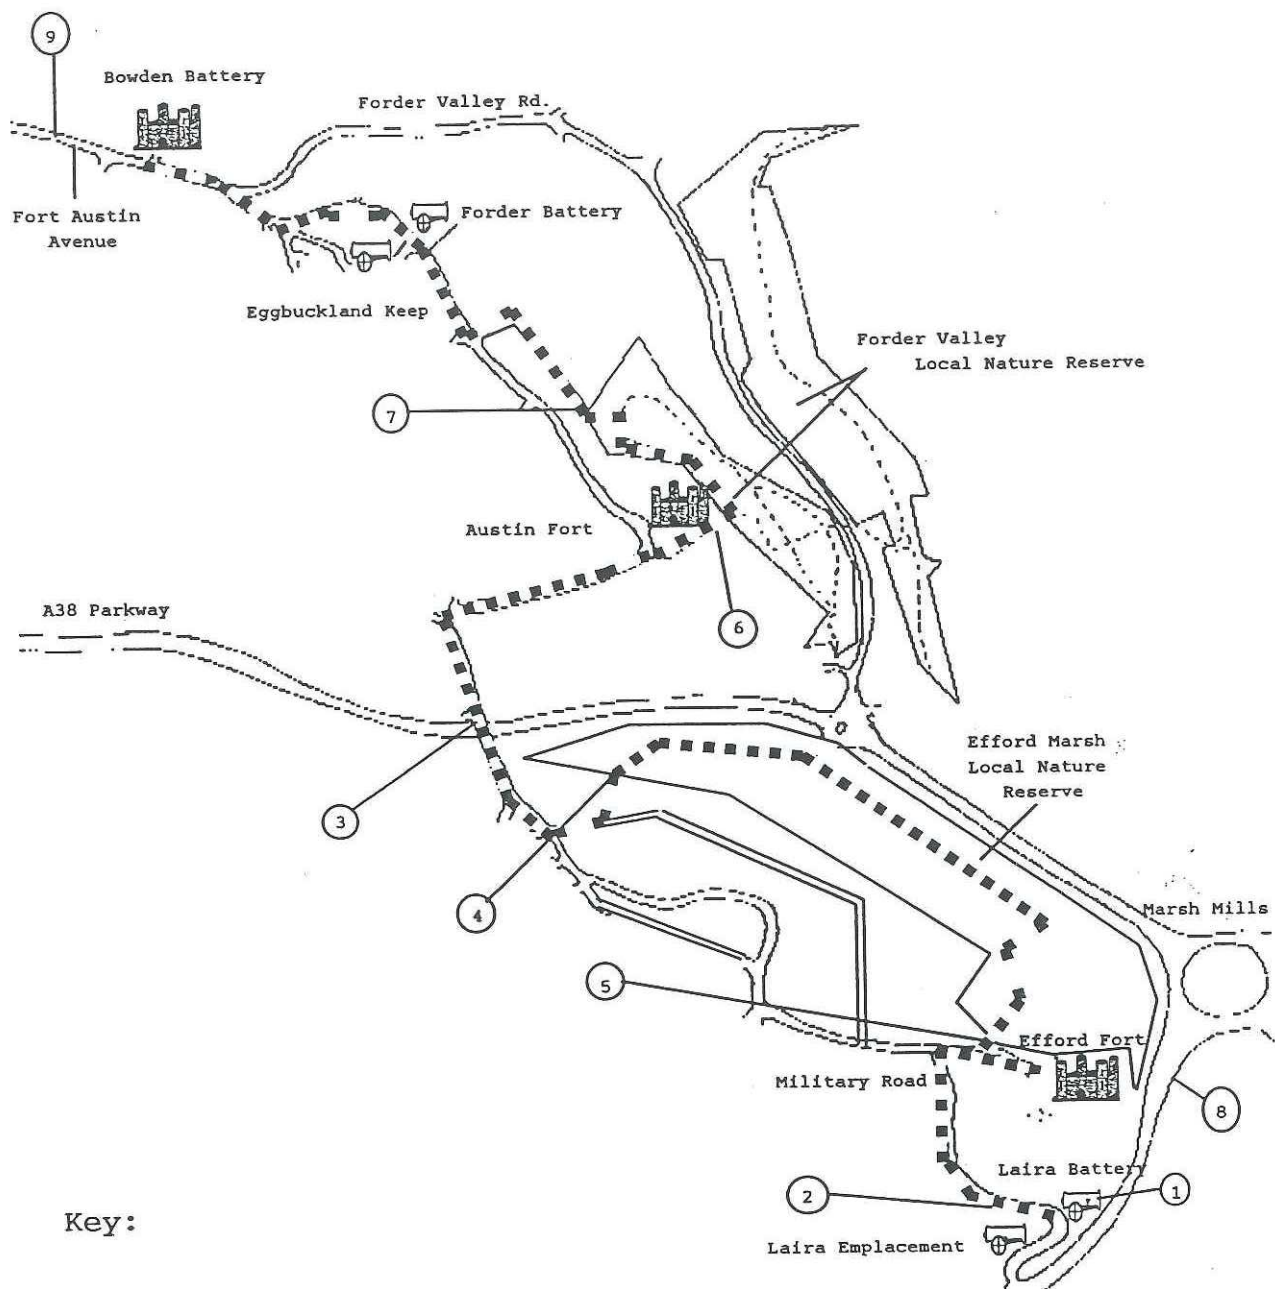 9
Bowden Battery
Forder Valley Rd.
Fort Austin
Avenue
Forder Battery
Eggbuckland Keep
Forder Valley
Local Nature Reserve
7
Austin Fort
A38 Parkway
6
Efford Marsh
Local Nature
Reserve
3
4
Marsh Mills
5
Efford Fort
Military Road
8
Laira Battery
1
2
Laira Emplacement
Key: